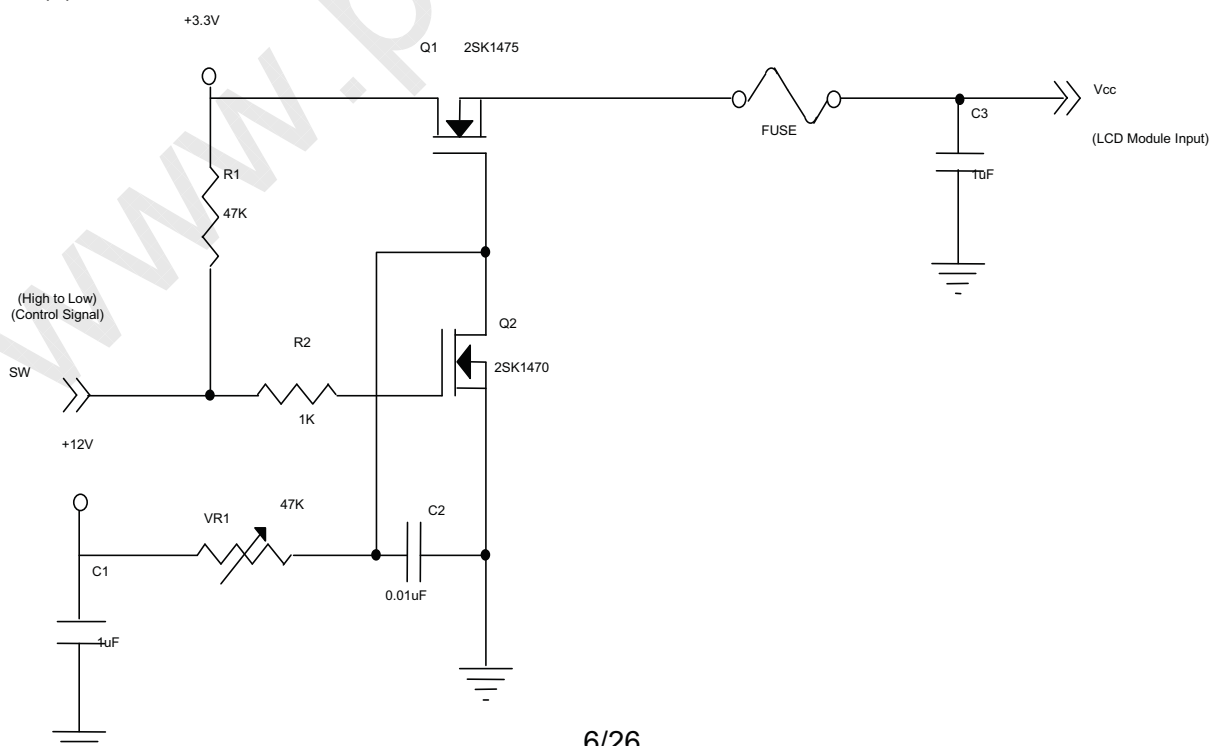 +3.3V
Q1 2SK1475
FUSE
C3
Vcc
(LCD Module Input)
1uF
R1
47K
(High to Low)
(Control Signal)
SW
R2
1K
Q2
2SK1470
+12V
VR1
47K
C2
0.01uF
C1
1uF
6/26
www.p